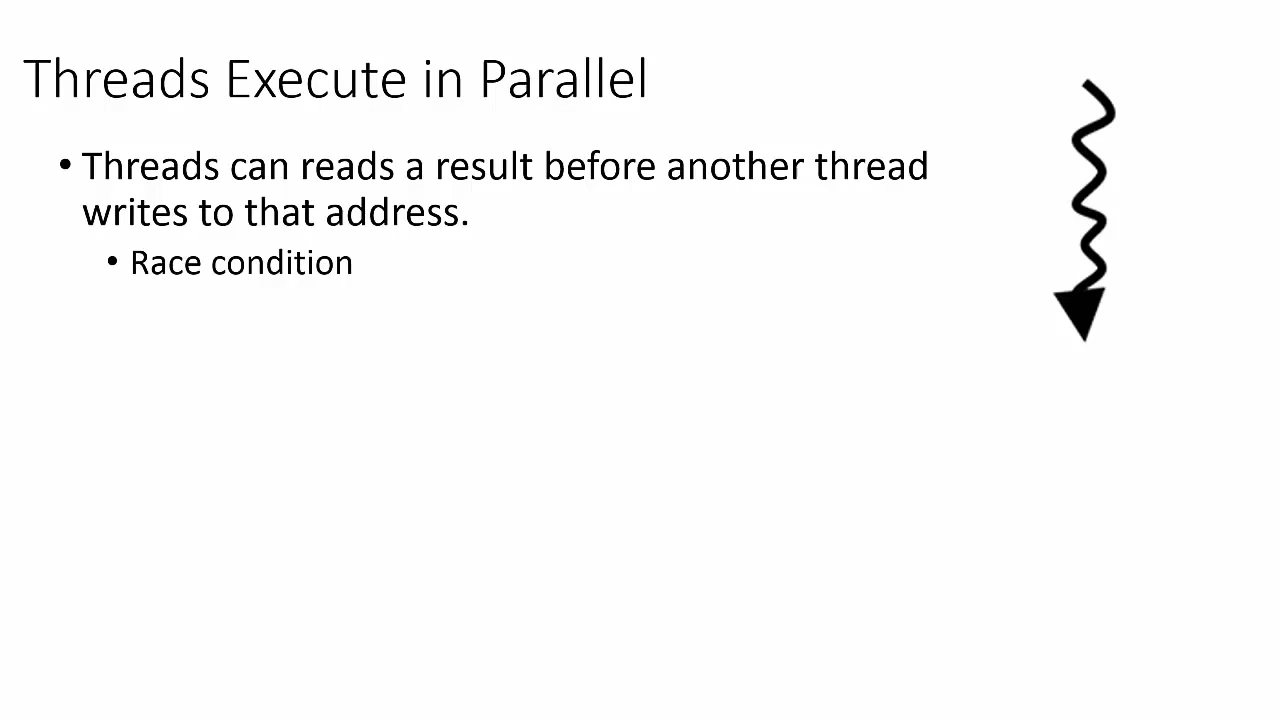 Threads Execute in Parallel
• Threads can reads a result before another thread
writes to that address.
• Race condition